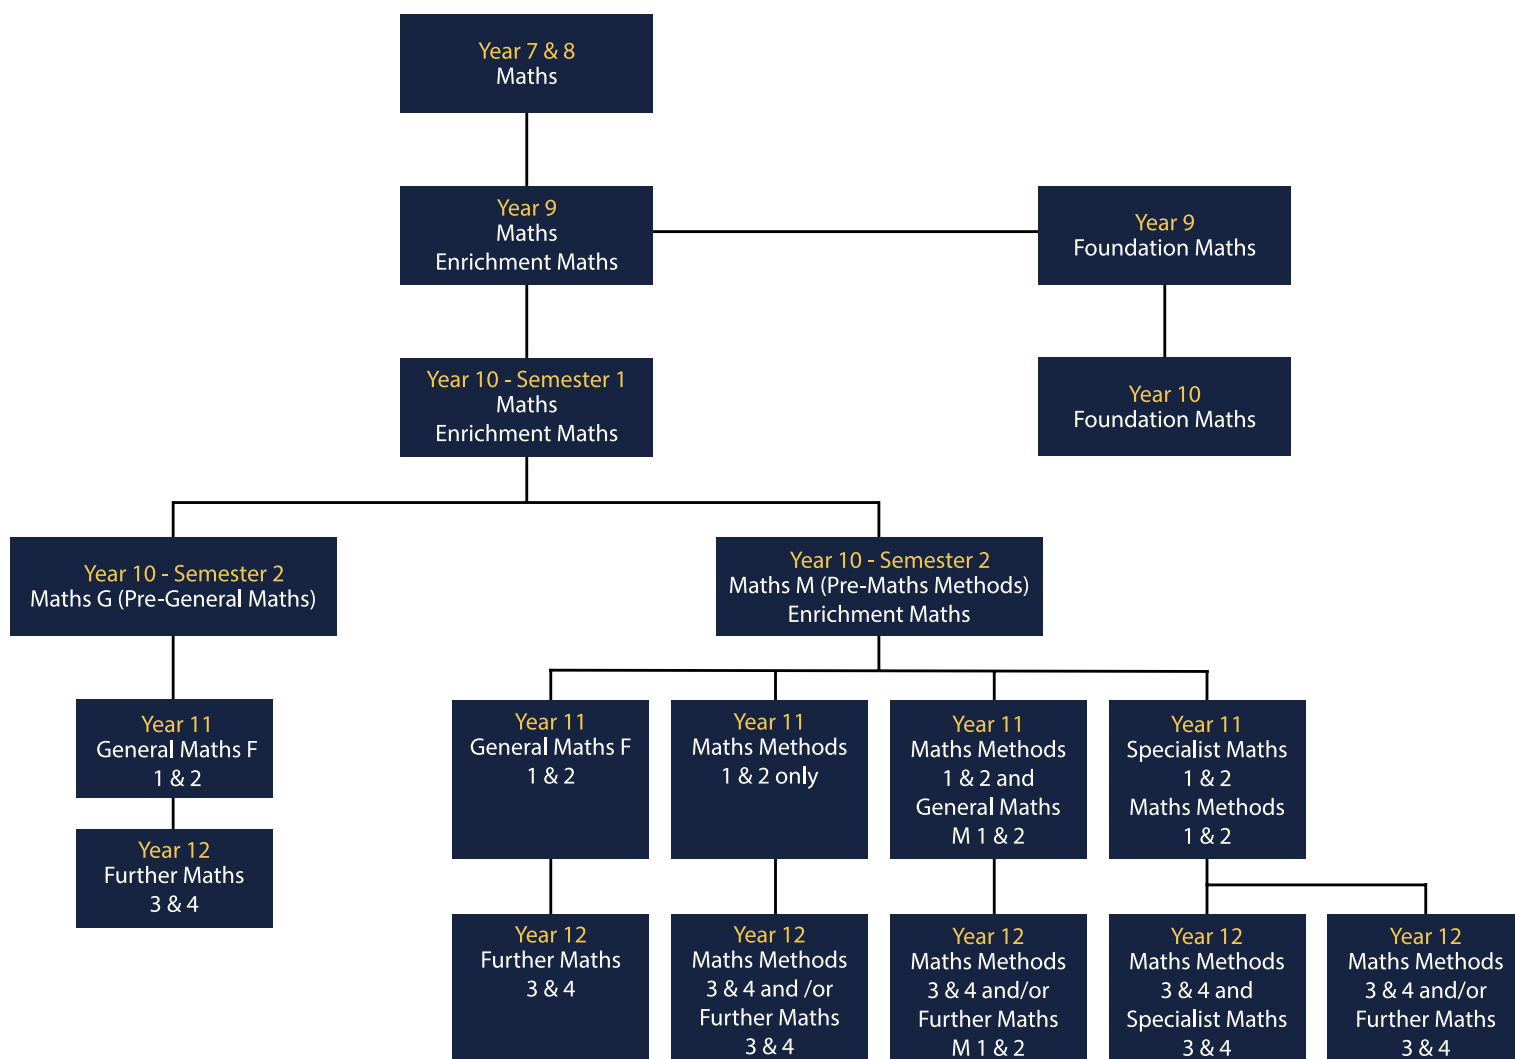 Year 7 & 8
Maths
Year 9
Maths
Enrichment Maths
Year 9
Foundation Maths
Year 10 - Semester 1
Maths
Enrichment Maths
Year 10
Foundation Maths
Year 10 - Semester 2
Maths G (Pre-General Maths)
Year 10 - Semester 2
Maths M (Pre-Maths Methods)
Enrichment Maths
Year 11
General Maths F
1 & 2
Year 12
Further Maths
3 & 4
Year 11
General Maths F
1 & 2
Year 11
Maths Methods
1 & 2 only
Year 11
Maths Methods
1 & 2 and
General Maths
M 1 & 2
Year 11
Specialist Maths
1 & 2
Maths Methods
1 & 2
Year 12
Further Maths
3 & 4
Year 12
Maths Methods
3 & 4 and /or
Further Maths
3 & 4
Year 12
Maths Methods
3 & 4 and/or
Further Maths
M 1 & 2
Year 12
Maths Methods
3 & 4 and
Specialist Maths
3 & 4
Year 12
Maths Methods
3 & 4 and/or
Further Maths
3 & 4